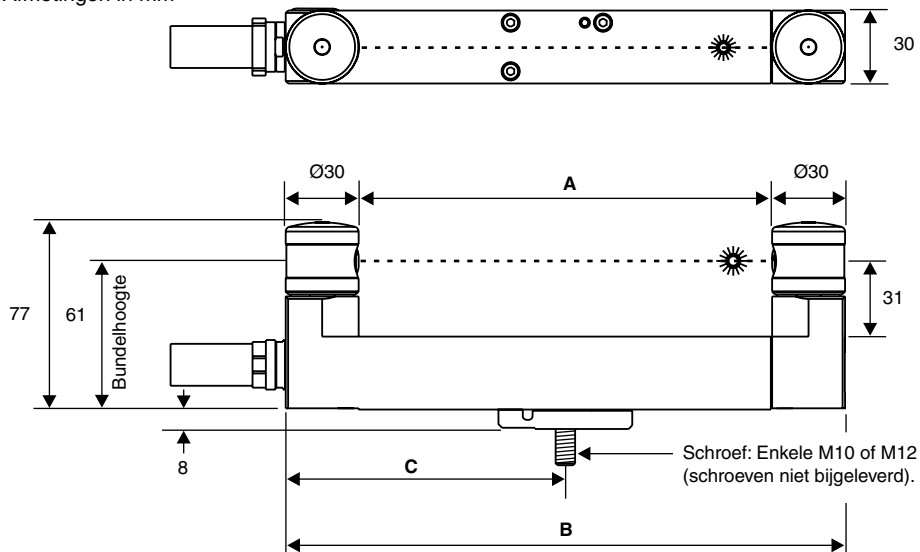 Afmetingen in mm
30
Ø30
A
Ø30
77
61
Bundelhoogte
31
8
C
Schroef: Enkele M10 of M12
(schroeven niet bijgeleverd).
B